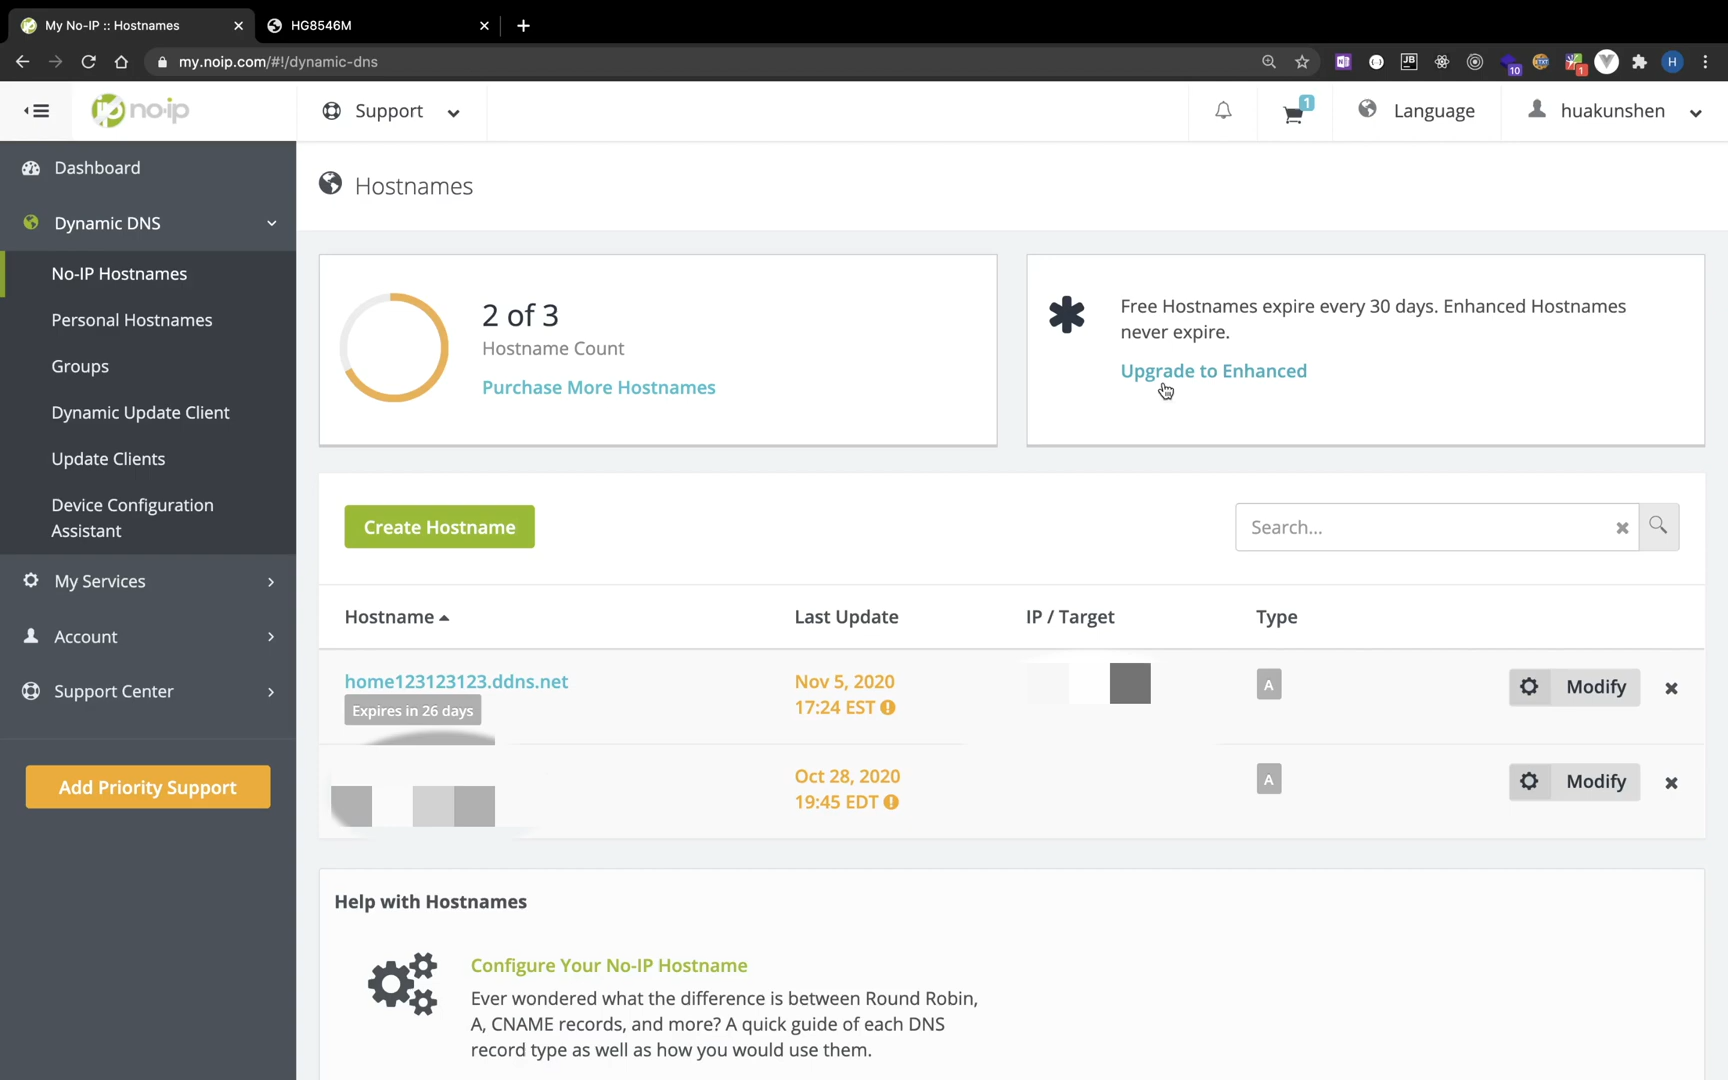 My No-IP :: Hostnames
HG8546M
my.noip.com/#!/dynamic-dns
JB
10
1
H
no-ip
Support
1
Language
huakunshen
Dashboard
Dynamic DNS
No-IP Hostnames
Personal Hostnames
Groups
Dynamic Update Client
Update Clients
Device Configuration
Assistant
My Services
Account
Support Center
Add Priority Support
Hostnames
2 of 3
Hostname Count
Purchase More Hostnames
Free Hostnames expire every 30 days. Enhanced Hostnames
never expire.
Upgrade to Enhanced
Create Hostname
Search...
Hostname
Last Update
IP / Target
Type
home123123123.ddns.net
Expires in 26 days
Nov 5, 2020
17:24 EST
A
Modify
Oct 28, 2020
19:45 EDT
A
Modify
Help with Hostnames
Configure Your No-IP Hostname
Ever wondered what the difference is between Round Robin,
A, CNAME records, and more? A quick guide of each DNS
record type as well as how you would use them.